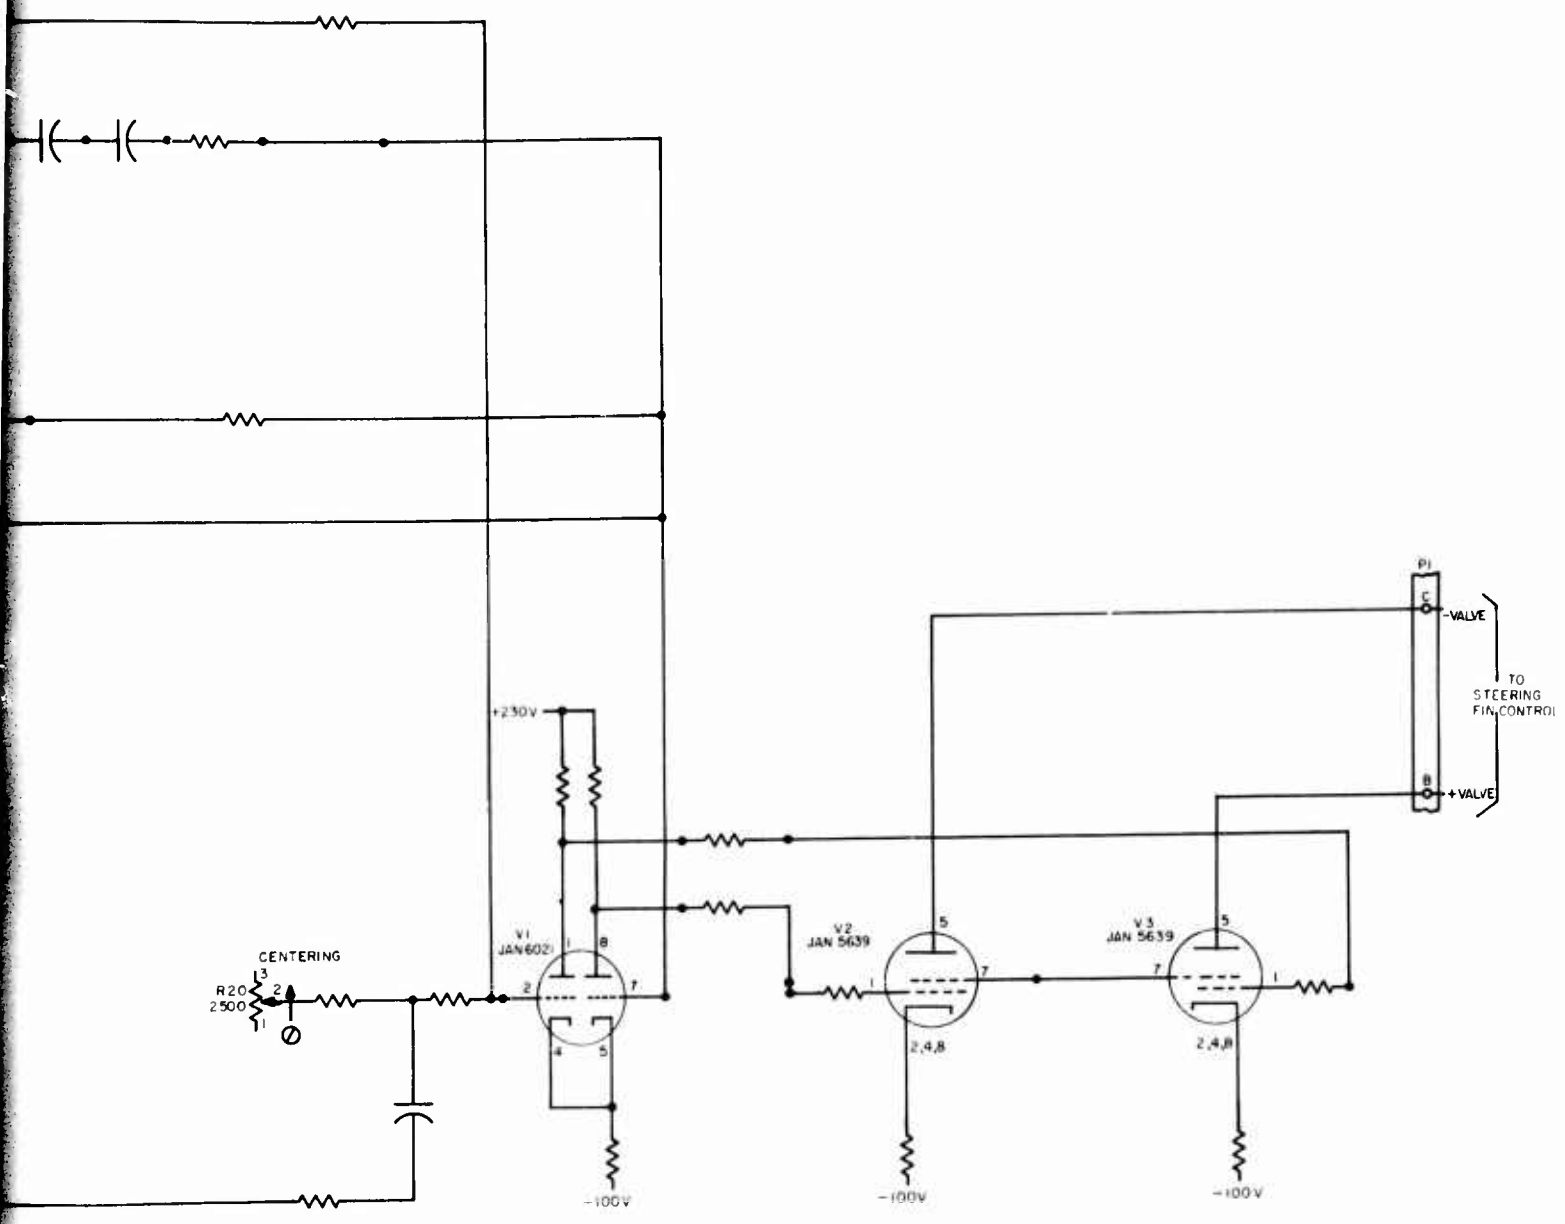 P1
C
-VALVE
TO
STEERING
FIN CONTROL
+230V
B
+VALVE
V1
JAN 6021
1
8
2
7
4
5
-100V
V2
JAN 5639
5
7
1
2,4,8
-100V
V3
JAN 5639
5
7
1
2,4,8
-100V
CENTERING
3
R20
2500
2
1